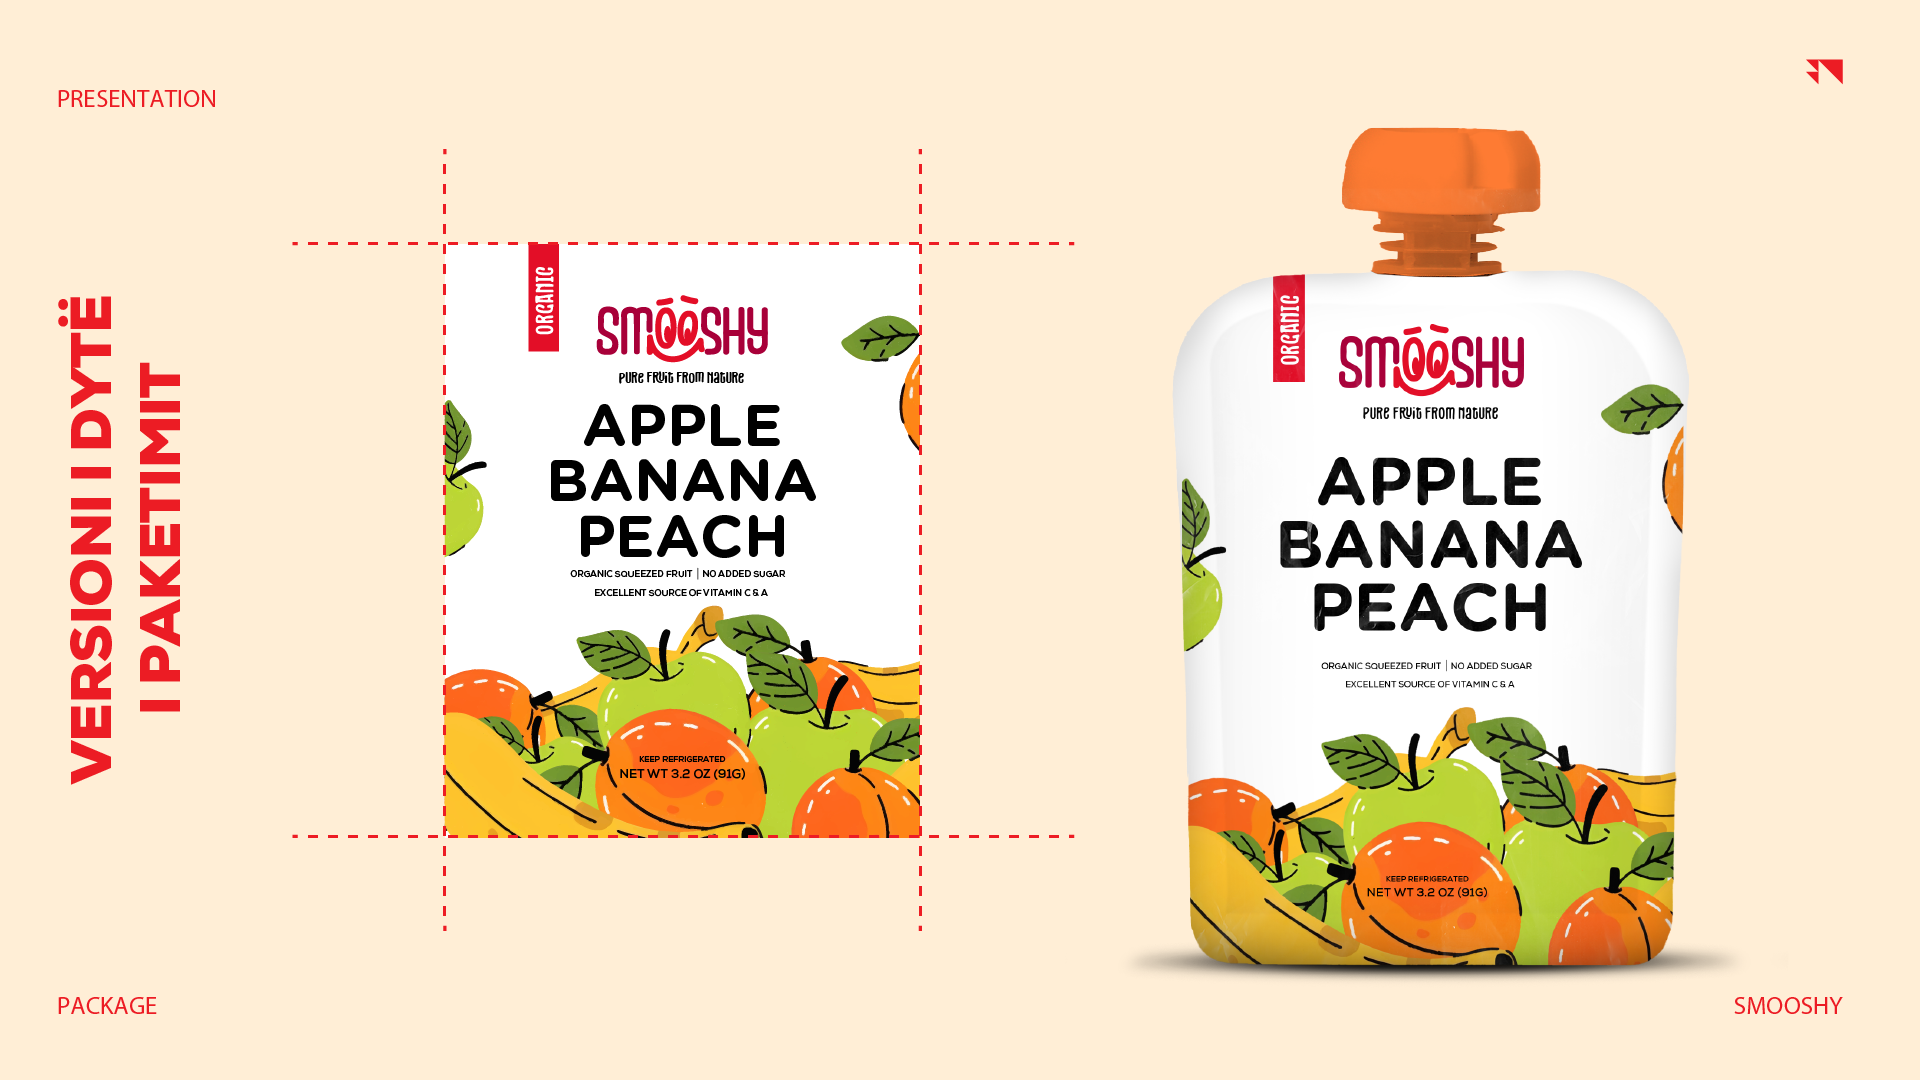 PRESENTATION
VERSIONI I DYTË
I PAKETIMIT
ORGANIC
SMOOSHY
PURE FRUIT FROM NATURE
APPLE
BANANA
PEACH
ORGANIC SQUEEZED FRUIT | NO ADDED SUGAR
EXCELLENT SOURCE OF VITAMIN C & A
KEEP REFRIGERATED
NET WT 3.2 OZ (91G)
ORGANIC
SMOOSHY
PURE FRUIT FROM NATURE
APPLE
BANANA
PEACH
ORGANIC SQUEEZED FRUIT | NO ADDED SUGAR
EXCELLENT SOURCE OF VITAMIN C & A
KEEP REFRIGERATED
NET WT 3.2 OZ (91G)
PACKAGE
SMOOSHY